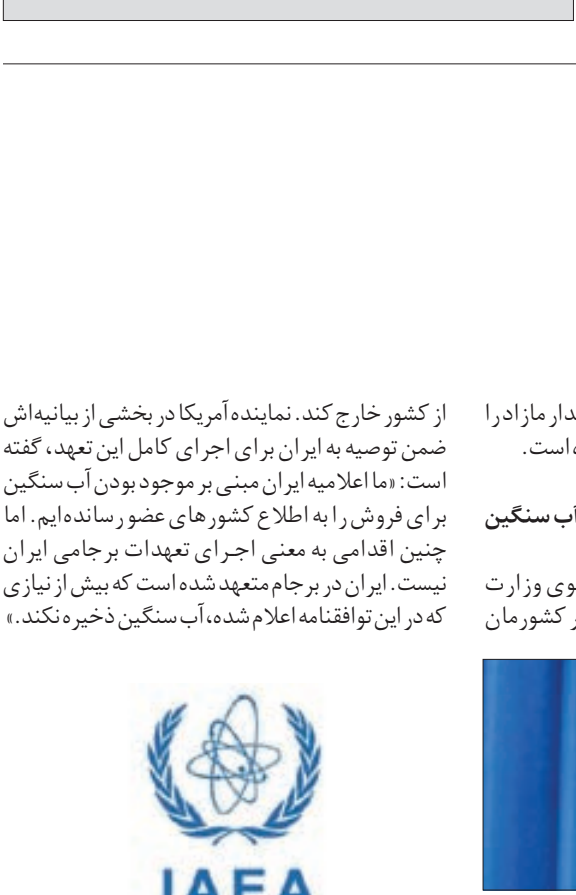 مازاد را
است.
آب سنگین
وزارت
کشورمان
از کشور خارج کند. نماینده آمریکا در بخشی از بیانیه‌اش
ضمن توصیه به ایران برای اجرای کامل این تعهد، گفته
است: «ما اعلامیه ایران مبنی بر موجود بودن آب سنگین
برای فروش را به اطلاع کشورهای عضو رسانده‌ایم. اما
چنین اقدامی به معنی اجرای تعهدات برجامی ایران
نیست. ایران در برجام متعهد شده است که بیش از نیازی
که در این توافقنامه اعلام شده، آب سنگین ذخیره نکند.»
IAEA